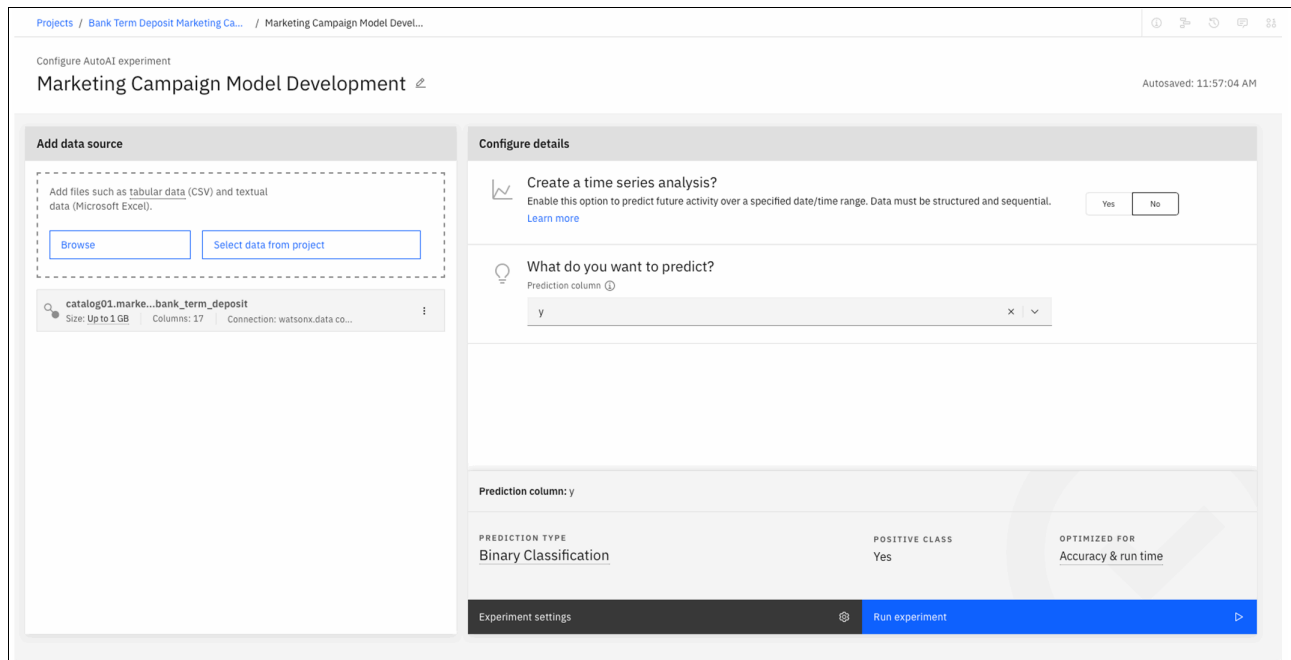 Projects / Bank Term Deposit Marketing Ca... / Marketing Campaign Model Devel...
Configure AutoAI experiment
Marketing Campaign Model Development
Autosaved: 11:57:04 AM
Add data source
Add files such as tabular data (CSV) and textual
data (Microsoft Excel).
Browse
Select data from project
catalog01.marke...bank_term_deposit
Size: Up to 1 GB Columns: 17 Connection: watsonx.data co...
Configure details
Create a time series analysis?
Enable this option to predict future activity over a specified date/time range. Data must be structured and sequential.
Learn more
Yes No
What do you want to predict?
Prediction column
y
Prediction column: y
PREDICTION TYPE
Binary Classification
POSITIVE CLASS
Yes
OPTIMIZED FOR
Accuracy & run time
Experiment settings
Run experiment